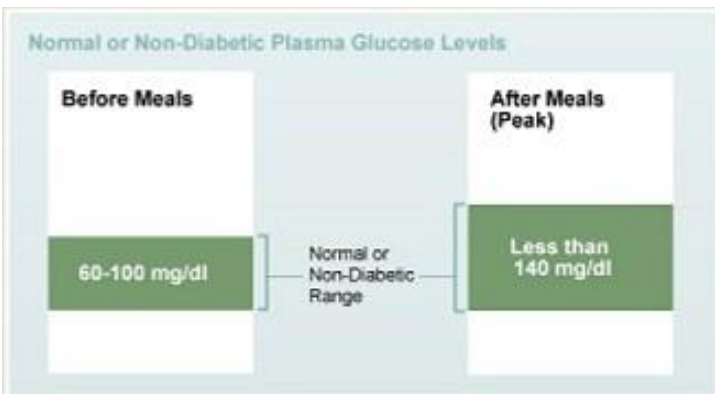 Normal or Non-Diabetic Plasma Glucose Levels
Before Meals
After Meals
(Peak)
60-100 mg/dl
Normal or
Non-Diabetic
Range
Less than
140 mg/dl